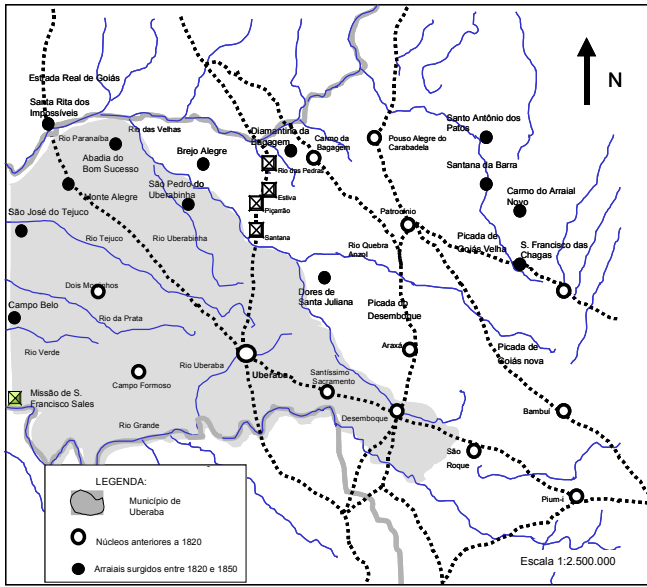 Estrada Real de Goiás
N
Santa Rita dos
Impossíveis
Rio das Velhas
Rio Paranaíba
Abadia do
Bom Sucesso
Brejo Alegre
Diamantina da
Bagagem
Carmo da
Bagagem
Pouso Alegre do
Carabadela
Santo Antônio dos
Patos
Rio das Pedras
Santana da Barra
Monte Alegre
São Pedro do
Uberabinha
Estiva
Piçarrão
Carmo do Arraial
Novo
São José do Tejuco
Patrocínio
Rio Tejuco
Rio Uberabinha
Santana
Rio Quebra
Anzol
Picada de
Goiás Velha
S. Francisco das
Chagas
Dois Moninhos
Dores de
Santa Juliana
Campo Belo
Rio da Prata
Picada do
Desemboque
Rio Verde
Araxá
Picada de
Goiás nova
Rio Uberaba
Uberaba
Santíssimo
Sacramento
Campo Formoso
Missão de S.
Francisco Sales
Desemboque
Bambuí
Rio Grande
São
Roque
LEGENDA:
Município de
Uberaba
Pium-i
Núcleos anteriores a 1820
Arraiais surgidos entre 1820 e 1850
Escala 1:2.500.000